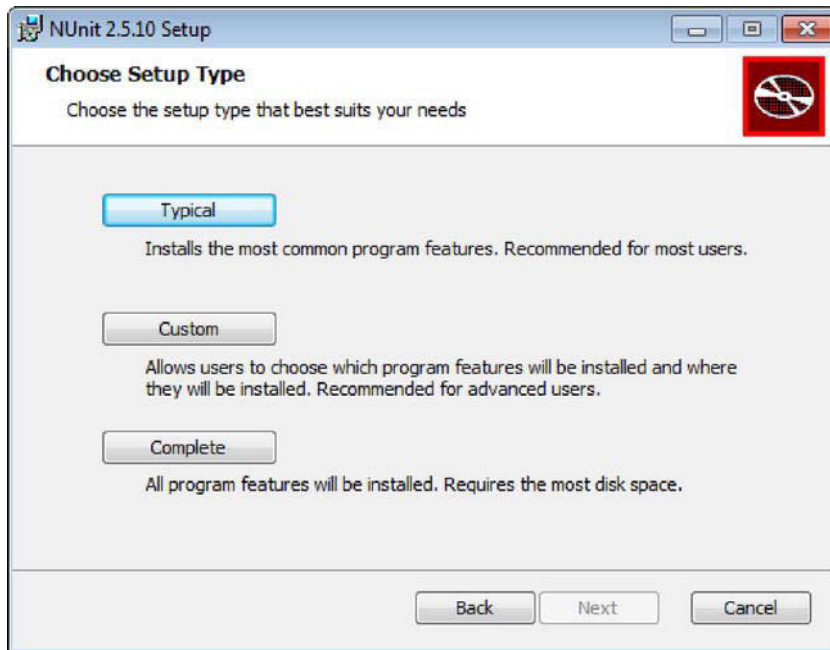 NUnit 2.5.10 Setup
Choose Setup Type
Choose the setup type that best suits your needs
Typical
Installs the most common program features. Recommended for most users.
Custom
Allows users to choose which program features will be installed and where
they will be installed. Recommended for advanced users.
Complete
All program features will be installed. Requires the most disk space.
Back Next Cancel